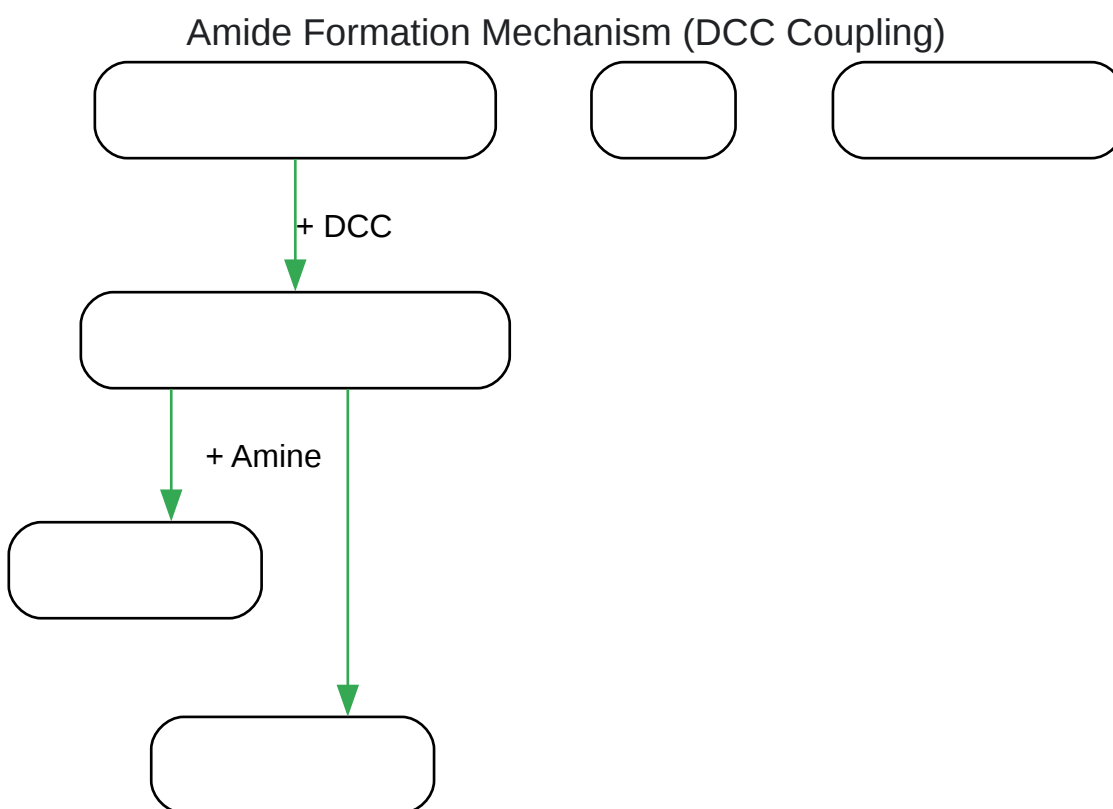 Amide Formation Mechanism (DCC Coupling)
+ DCC
+ Amine